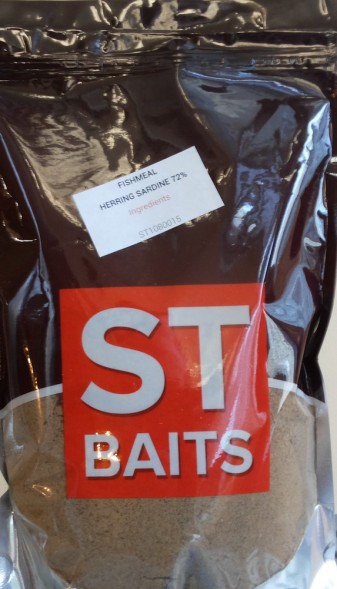 FISHMEAL
HERRING SARDINE 72%
Ingredients
ST1080015
ST
BAITS